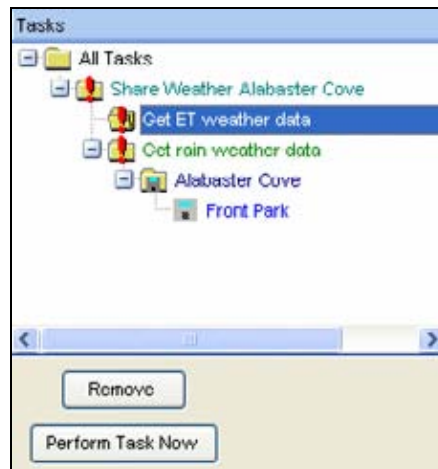 Tasks
All Tasks
Share Weather Alabaster Cove
Get ET weather data
Get rain weather data
Alabaster Cove
Front Park
Remove
Perform Task Now